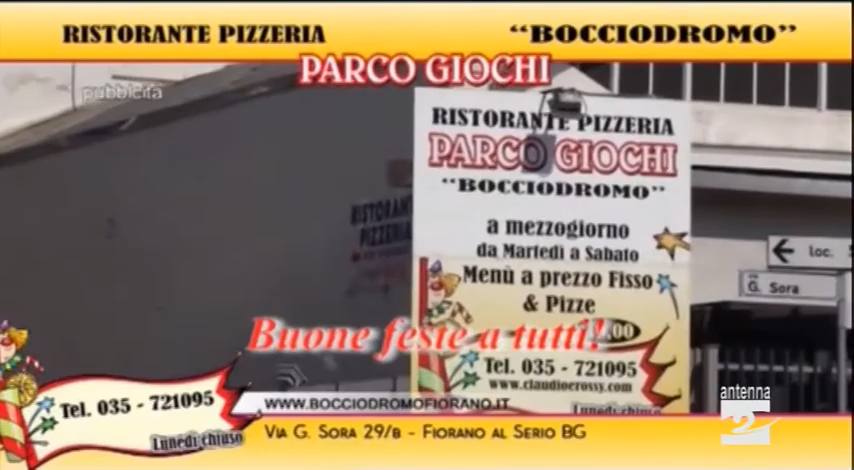 RISTORANTE PIZZERIA "BOCCIODROMO"
PARCO GIOCHI
pubblicità
RISTORANTE PIZZERIA
PARCO GIOCHI
"BOCCIODROMO"
a mezzogiorno
da Martedì a Sabato
Menù a prezzo Fisso
& Pizze
,00
RISTORANTE
PIZZERIA
loc.
G. Sora
Buone feste a tutti!
Tel. 035 - 721095
www.claudioerossy.com
Lunedì chiuso
Tel. 035 - 721095
Lunedì chiuso
WWW.BOCCIODROMOFIORANO.IT
VIA G. SORA 29/B - FIORANO AL SERIO BG
antenna
2